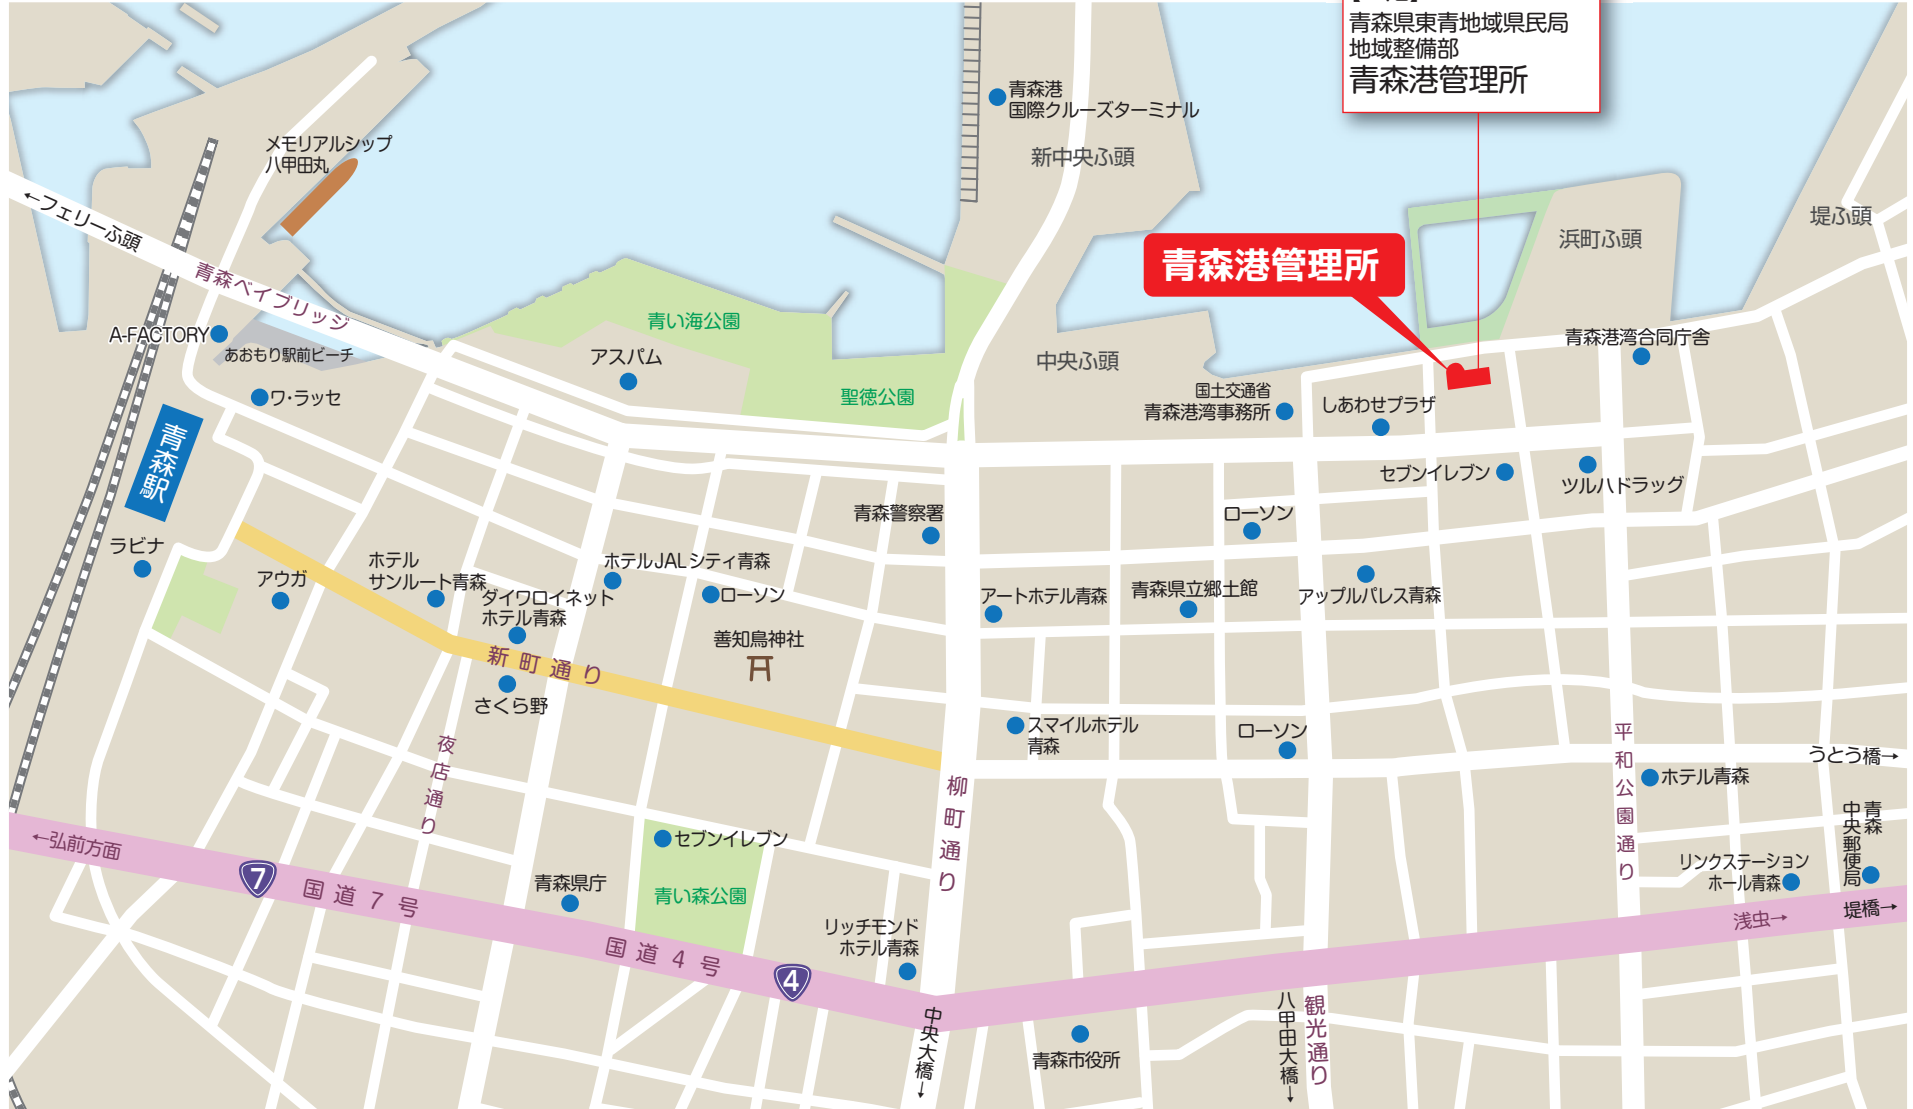 青森県東青地域県民局
地域整備部
青森港管理所
青森港
国際クルーズターミナル
新中央ふ頭
メモリアルシップ
八甲田丸
←フェリーふ頭
青森ベイブリッジ
堤ふ頭
浜町ふ頭
青森港管理所
A-FACTORY
あおもり駅前ビーチ
青い海公園
アスパム
聖徳公園
中央ふ頭
青森港湾合同庁舎
国土交通省
青森港湾事務所
しあわせプラザ
ワ・ラッセ
青森駅
セブンイレブン
ツルハドラッグ
青森警察署
ローソン
ラビナ
アウガ
ホテル
サンルート青森
ダイワロイネット
ホテル青森
ホテルJALシティ青森
ローソン
アートホテル青森
青森県立郷土館
アップルパレス青森
善知鳥神社
新町通り
さくら野
夜店通り
スマイルホテル
青森
ローソン
平和公園通り
うとう橋→
ホテル青森
柳町通り
青森
中央郵便局
←弘前方面
7
国道7号
セブンイレブン
青い森公園
青森県庁
リンクステーション
ホール青森
リッチモンド
ホテル青森
国道4号
4
浅虫→
堤橋→
中央大橋→
青森市役所
八甲田大橋→
観光通り